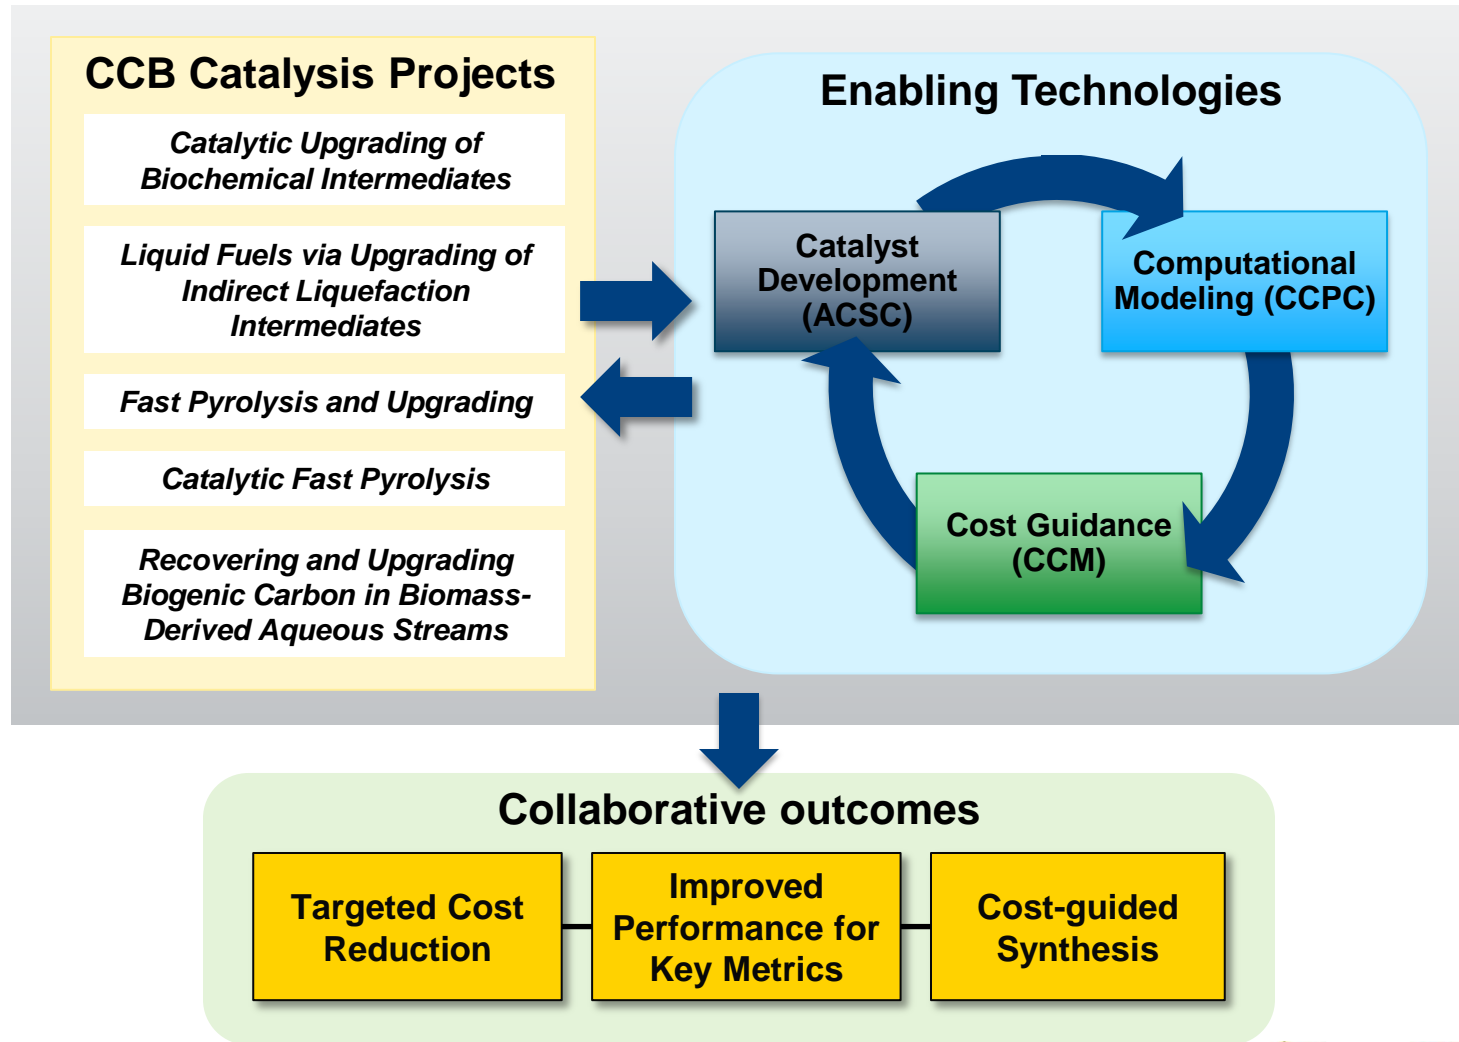 CCB Catalysis Projects
Catalytic Upgrading of
Biochemical Intermediates
Liquid Fuels via Upgrading of
Indirect Liquefaction
Intermediates
Fast Pyrolysis and Upgrading
Catalytic Fast Pyrolysis
Recovering and Upgrading
Biogenic Carbon in Biomass-
Derived Aqueous Streams
Enabling Technologies
Catalyst
Development
(ACSC)
Computational
Modeling (CCPC)
Cost Guidance
(CCM)
Collaborative outcomes
Targeted Cost
Reduction
Improved
Performance for
Key Metrics
Cost-guided
Synthesis